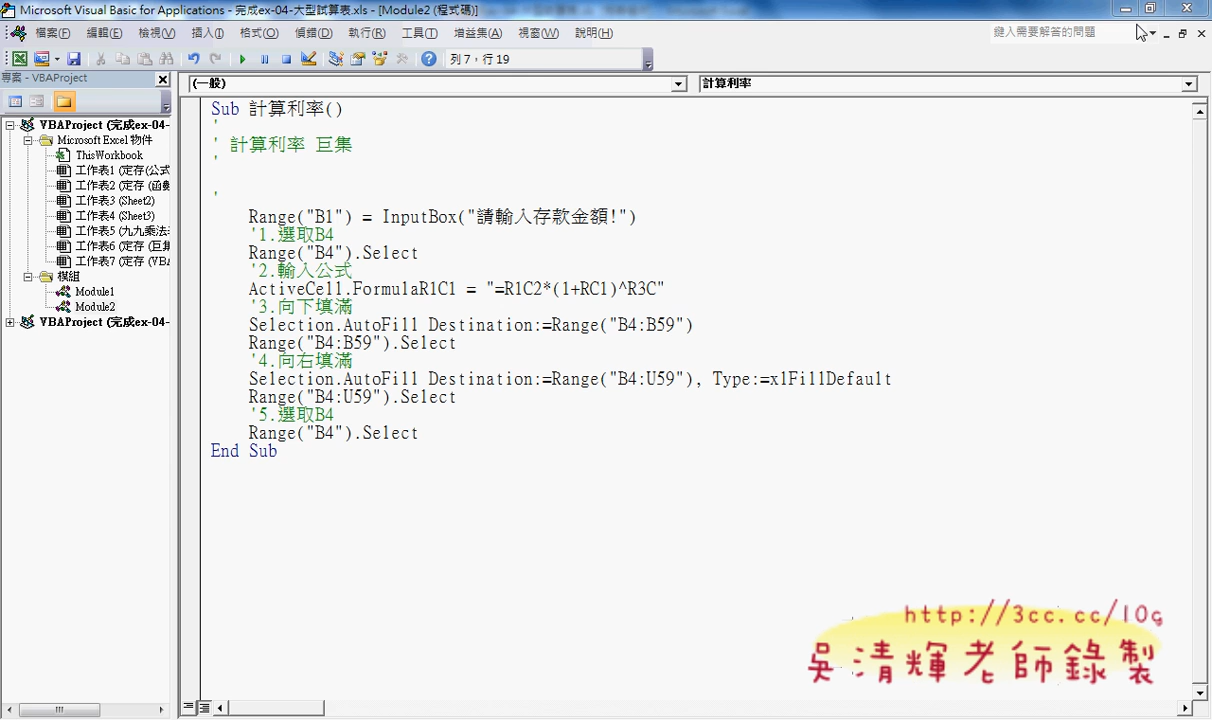 Microsoft Visual Basic for Applications - 完成ex-04-大型試算表.xls - [Module2 (程式碼)]
檔案(F) 編輯(E) 檢視(V) 插入(I) 格式(O) 偵錯(D) 執行(R) 工具(T) 增益集(A) 視窗(W) 說明(H)
鍵入需要解答的問題
列 7，行 19
專案 - VBAProject
(一般)
計算利率
VBAProject (完成ex-04-
Microsoft Excel 物件
ThisWorkbook
工作表1 (定存(公式
工作表2 (定存 (函數
工作表3 (Sheet2)
工作表4 (Sheet3)
工作表5 (九九乘法
工作表6 (定存 (巨集
工作表7 (定存 (VBA
模組
Module1
Module2
VBAProject (完成ex-04-
Sub 計算利率()
'
' 計算利率 巨集
'
'
Range("B1") = InputBox("請輸入存款金額!")
'1.選取B4
Range("B4").Select
'2.輸入公式
ActiveCell.FormulaR1C1 = "=R1C2*(1+RC1)^R3C"
'3.向下填滿
Selection.AutoFill Destination:=Range("B4:B59")
Range("B4:B59").Select
'4.向右填滿
Selection.AutoFill Destination:=Range("B4:U59"), Type:=xlFillDefault
Range("B4:U59").Select
'5.選取B4
Range("B4").Select
End Sub
http://3cc.cc/10g
吳清輝老師錄製